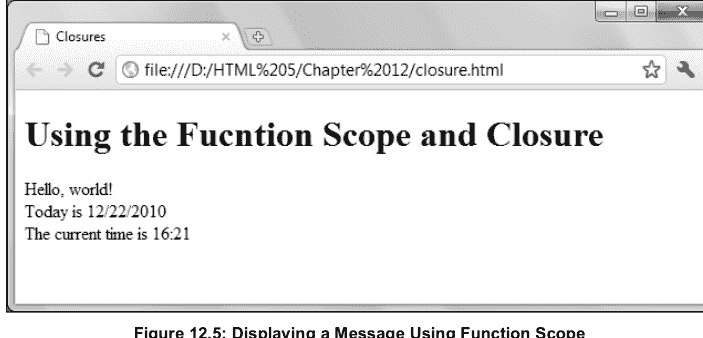 Closures
file:///D:/HTML%205/Chapter%2012/closure.html
Using the Fucntion Scope and Closure
Hello, world!
Today is 12/22/2010
The current time is 16:21
Figure 12.5: Displaying a Message Using Function Scope